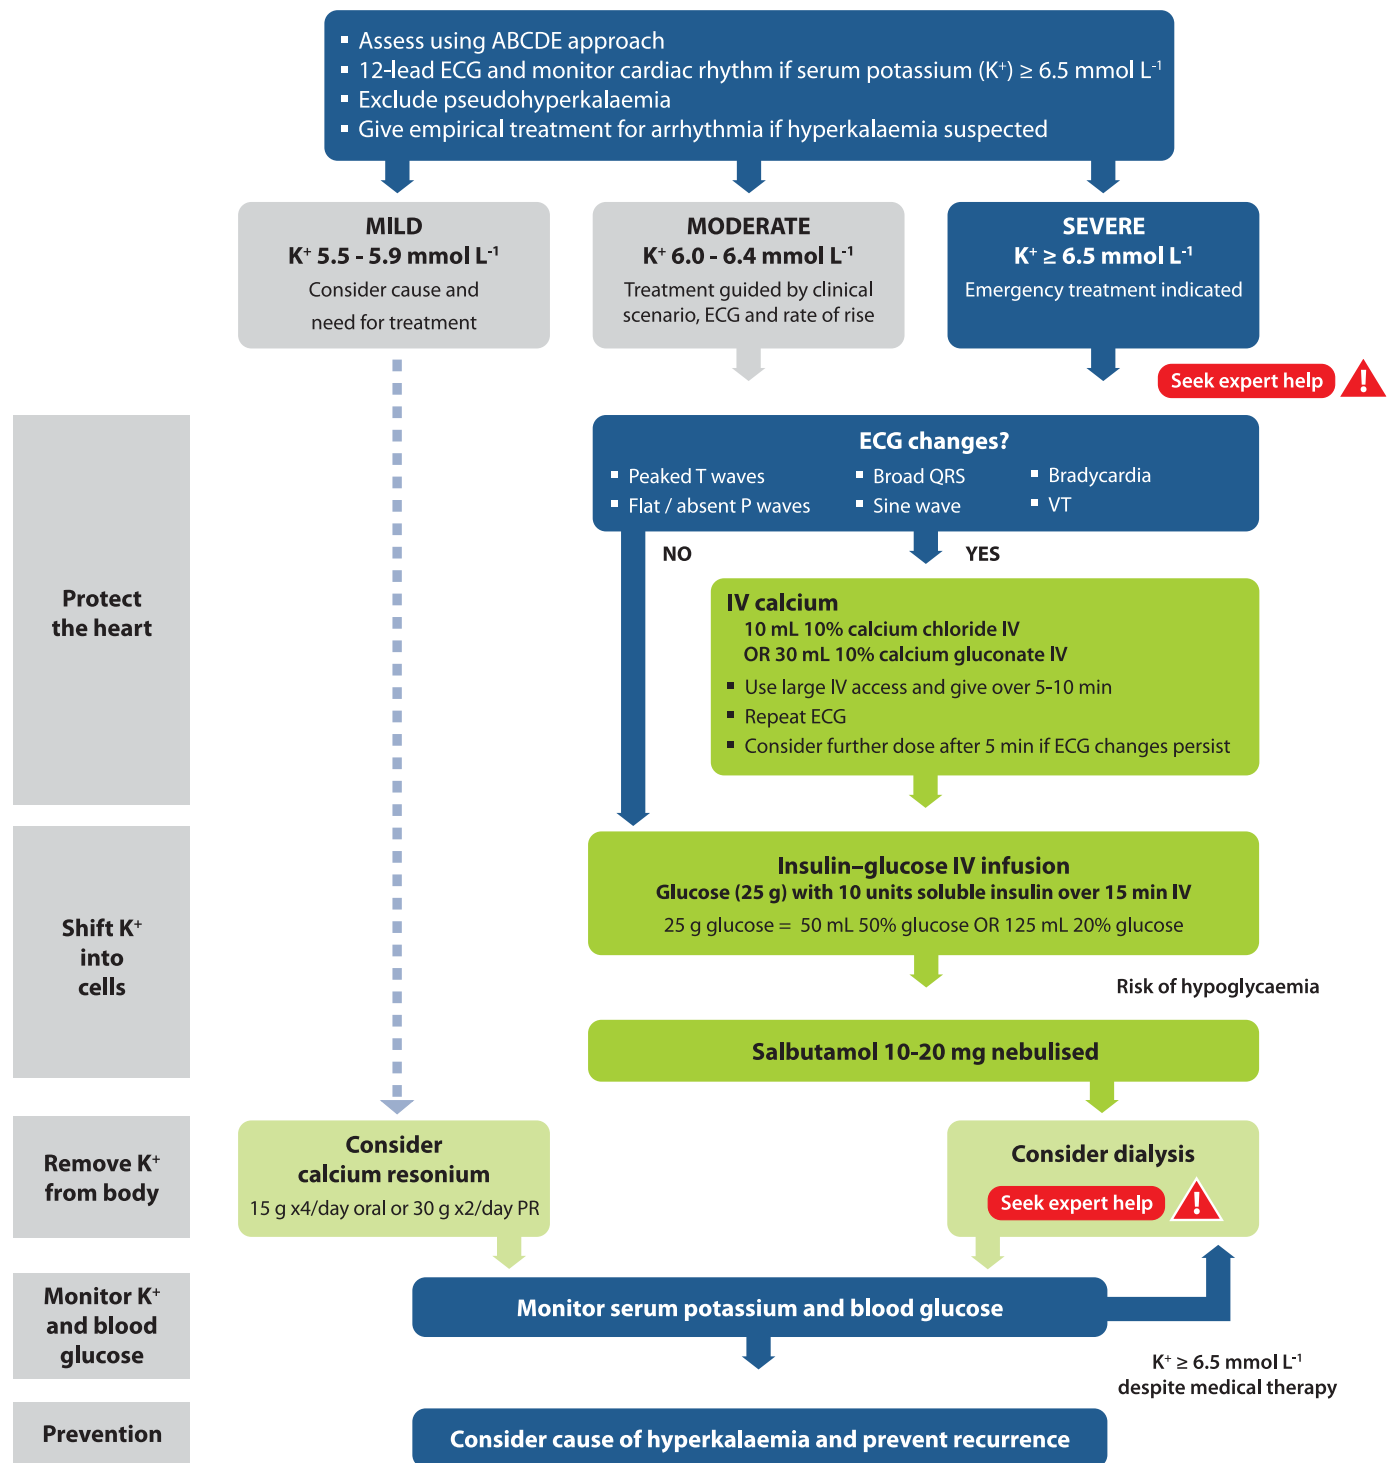 ▪ Assess using ABCDE approach
▪ 12-lead ECG and monitor cardiac rhythm if serum potassium (K⁺) ≥ 6.5 mmol L⁻¹
▪ Exclude pseudohyperkalaemia
▪ Give empirical treatment for arrhythmia if hyperkalaemia suspected
MILD
K⁺ 5.5 - 5.9 mmol L⁻¹
Consider cause and
need for treatment
MODERATE
K⁺ 6.0 - 6.4 mmol L⁻¹
Treatment guided by clinical
scenario, ECG and rate of rise
SEVERE
K⁺ ≥ 6.5 mmol L⁻¹
Emergency treatment indicated
Seek expert help
!
Protect
the heart
ECG changes?
▪ Peaked T waves
▪ Flat / absent P waves
▪ Broad QRS
▪ Sine wave
▪ Bradycardia
▪ VT
NO
YES
IV calcium
10 mL 10% calcium chloride IV
OR 30 mL 10% calcium gluconate IV
▪ Use large IV access and give over 5-10 min
▪ Repeat ECG
▪ Consider further dose after 5 min if ECG changes persist
Shift K⁺
into
cells
Insulin–glucose IV infusion
Glucose (25 g) with 10 units soluble insulin over 15 min IV
25 g glucose = 50 mL 50% glucose OR 125 mL 20% glucose
Risk of hypoglycaemia
Salbutamol 10-20 mg nebulised
Remove K⁺
from body
Consider
calcium resonium
15 g x4/day oral or 30 g x2/day PR
Consider dialysis
Seek expert help
!
Monitor K⁺
and blood
glucose
Monitor serum potassium and blood glucose
K⁺ ≥ 6.5 mmol L⁻¹
despite medical therapy
Prevention
Consider cause of hyperkalaemia and prevent recurrence